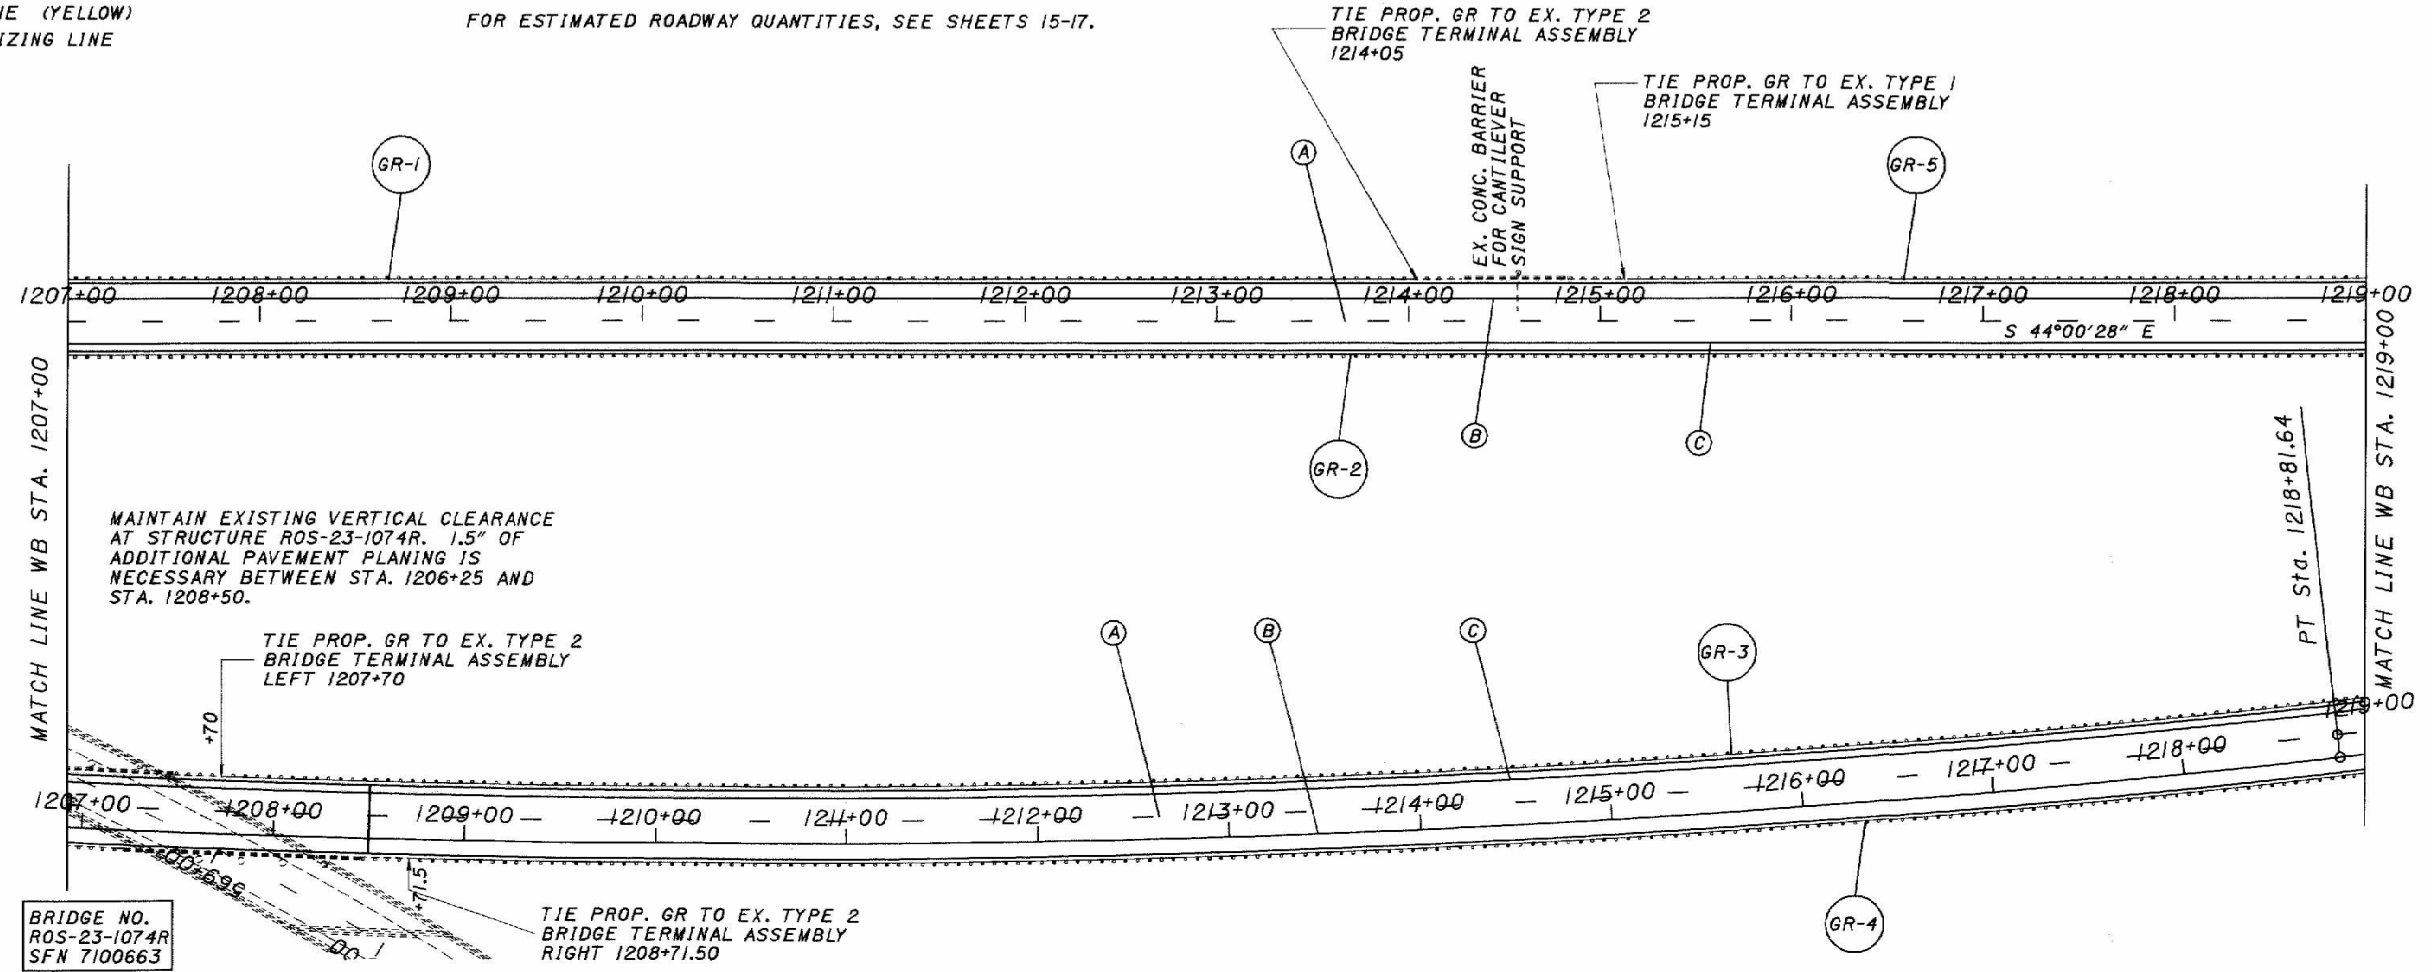 NE (YELLOW)
IZING LINE
FOR ESTIMATED ROADWAY QUANTITIES, SEE SHEETS 15-17.
TIE PROP. GR TO EX. TYPE 2
BRIDGE TERMINAL ASSEMBLY
1214+05
EX. CONC. BARRIER
FOR CANTILEVER
SIGN SUPPORT
TIE PROP. GR TO EX. TYPE 1
BRIDGE TERMINAL ASSEMBLY
1215+15
GR-1
A
GR-5
1207+00 1208+00 1209+00 1210+00 1211+00 1212+00 1213+00 1214+00 1215+00 1216+00 1217+00 1218+00 1219+00
S 44°00'28" E
MATCH LINE WB STA. 1207+00
MATCH LINE WB STA. 1219+00
GR-2
B
C
PT Sta. 1218+81.64
MAINTAIN EXISTING VERTICAL CLEARANCE
AT STRUCTURE ROS-23-1074R. 1.5" OF
ADDITIONAL PAVEMENT PLANING IS
NECESSARY BETWEEN STA. 1206+25 AND
STA. 1208+50.
TIE PROP. GR TO EX. TYPE 2
BRIDGE TERMINAL ASSEMBLY
LEFT 1207+70
+70
A
B
C
GR-3
1207+00 1208+00 1209+00 1210+00 1211+00 1212+00 1213+00 1214+00 1215+00 1216+00 1217+00 1218+00 1219+00
569+00
+71.5
TIE PROP. GR TO EX. TYPE 2
BRIDGE TERMINAL ASSEMBLY
RIGHT 1208+71.50
GR-4
BRIDGE NO.
ROS-23-1074R
SFN 7100663